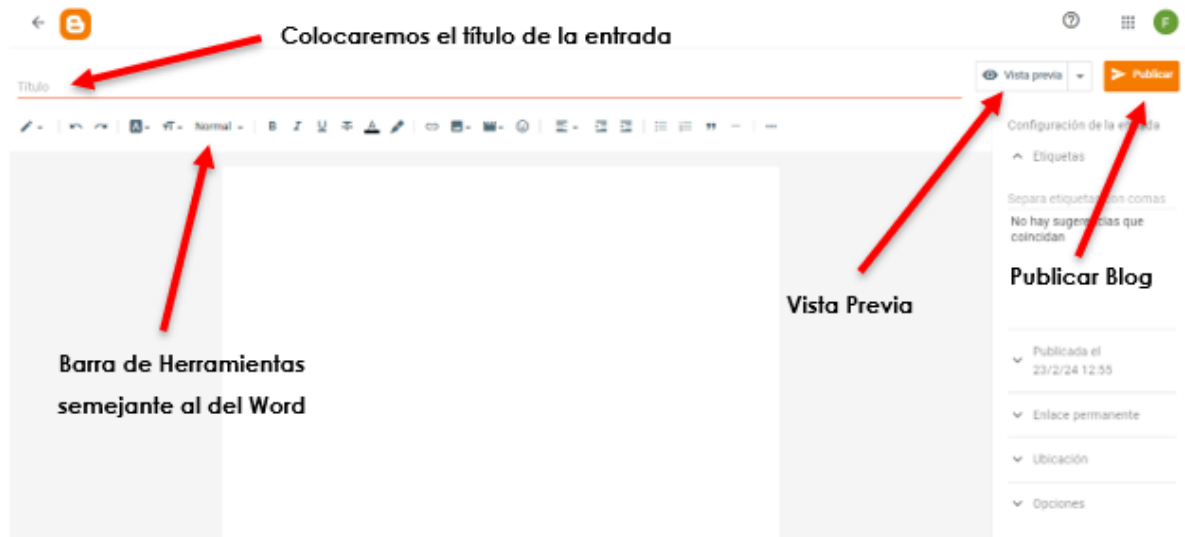 Colocaremos el título de la entrada
F
Título
Vista previa
Publicar
Normal
B I U
Configuración de la entrada
Etiquetas
Separa etiquetas con comas
No hay sugerencias que
coincidan
Publicar Blog
Vista Previa
Barra de Herramientas
semejante al del Word
Publicada el
23/2/24 12:55
Enlace permanente
Ubicación
Opciones